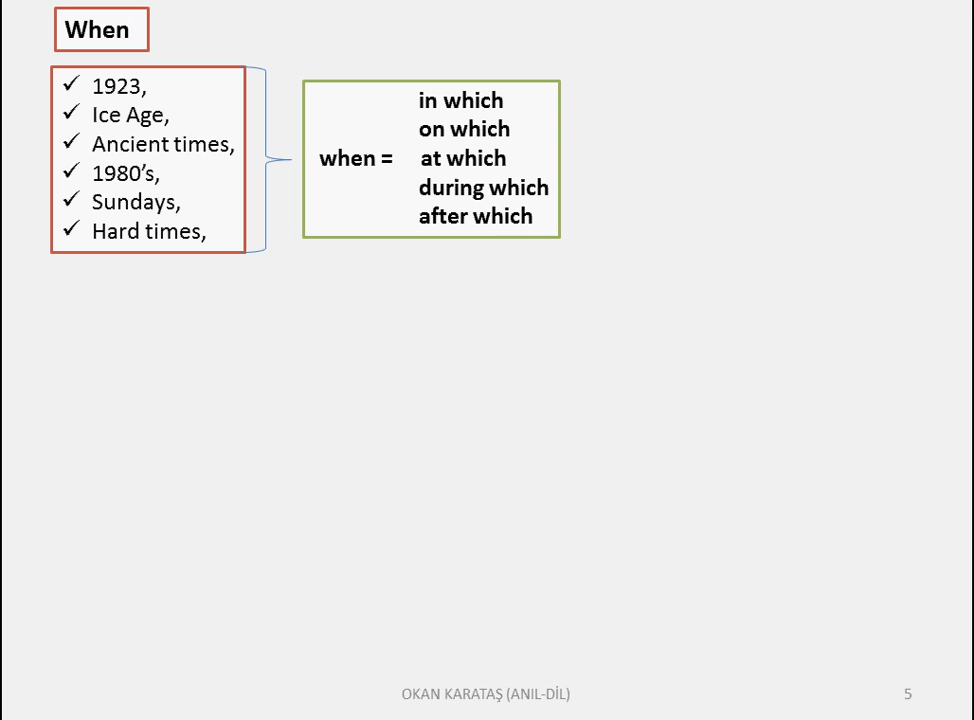 When
✓ 1923,
✓ Ice Age,
✓ Ancient times,
✓ 1980’s,
✓ Sundays,
✓ Hard times,
in which
on which
when = at which
during which
after which
OKAN KARATAŞ (ANIL-DİL)
5